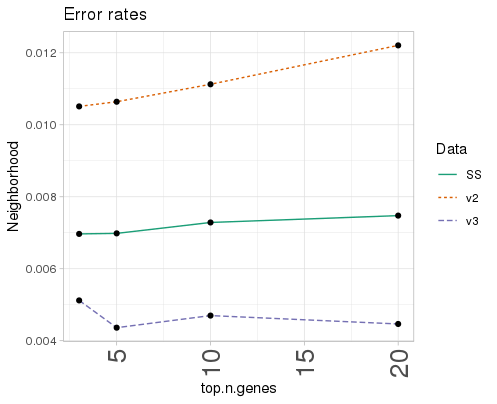 Error rates
0.012
0.010
0.008
0.006
0.004
Neighborhood
5
10
15
20
top.n.genes
Data
SS
v2
v3